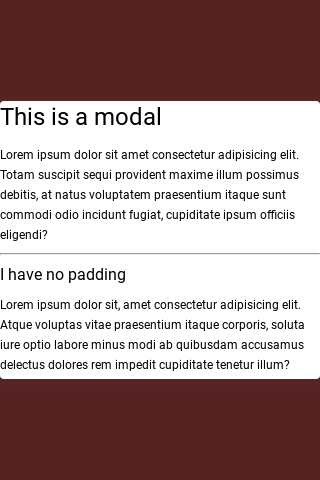 This is a modal
Lorem ipsum dolor sit amet consectetur adipisicing elit.
Totam suscipit sequi provident maxime illum possimus
debitis, at natus voluptatem praesentium itaque sunt
commodi odio incidunt fugiat, cupiditate ipsum officiis
eligendi?
I have no padding
Lorem ipsum dolor sit, amet consectetur adipisicing elit.
Atque voluptas vitae praesentium itaque corporis, soluta
iure optio labore minus modi ab quibusdam accusamus
delectus dolores rem impedit cupiditate tenetur illum?